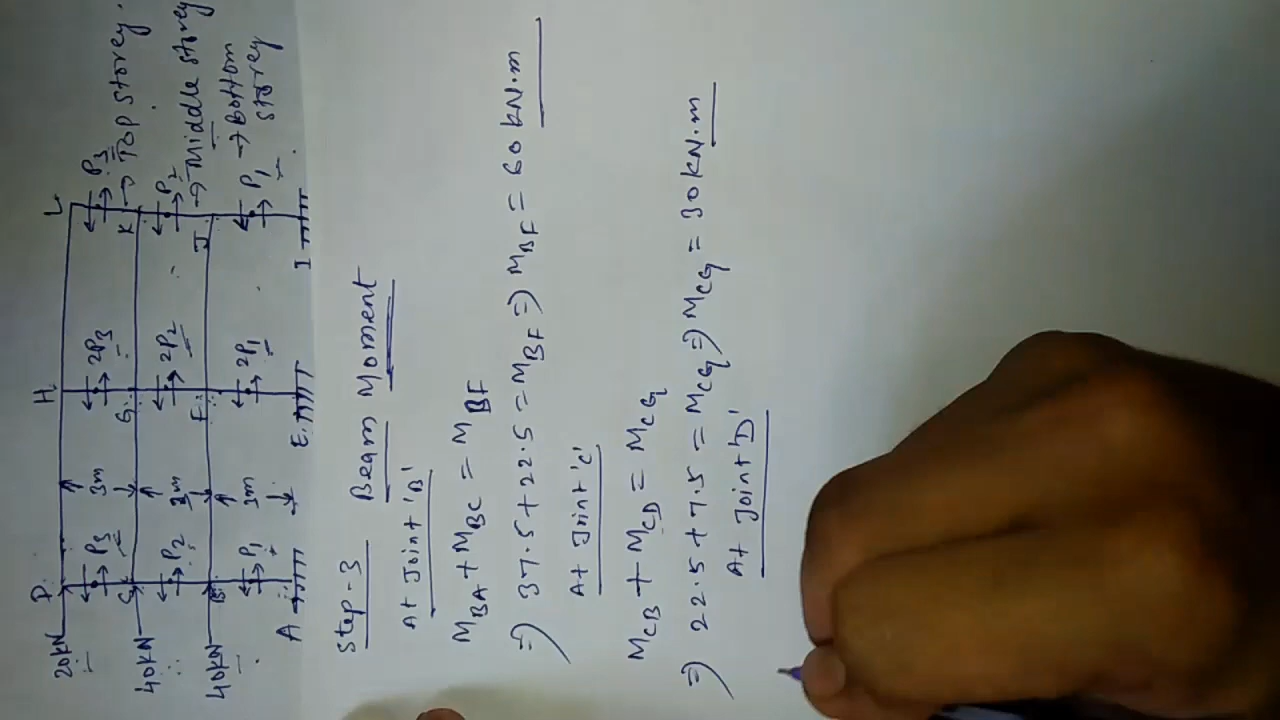 D H L
20kN P3 3m 2P3 P3 → Top storey.
C G K
40kN P2 3m 2P2 P2 → Middle storey
B F J
40kN P1 3m 2P1 P1 → bottom storey
A E I
Step-3 Beam Moment
At Joint 'B'
MBA + MBC = MBF
⇒ 37.5 + 22.5 = MBF ⇒ MBF = 60 kN.m
At Joint 'C'
MCB + MCD = MCG
⇒ 22.5 + 7.5 = MCG ⇒ MCG = 30 kN.m
At Joint 'D'